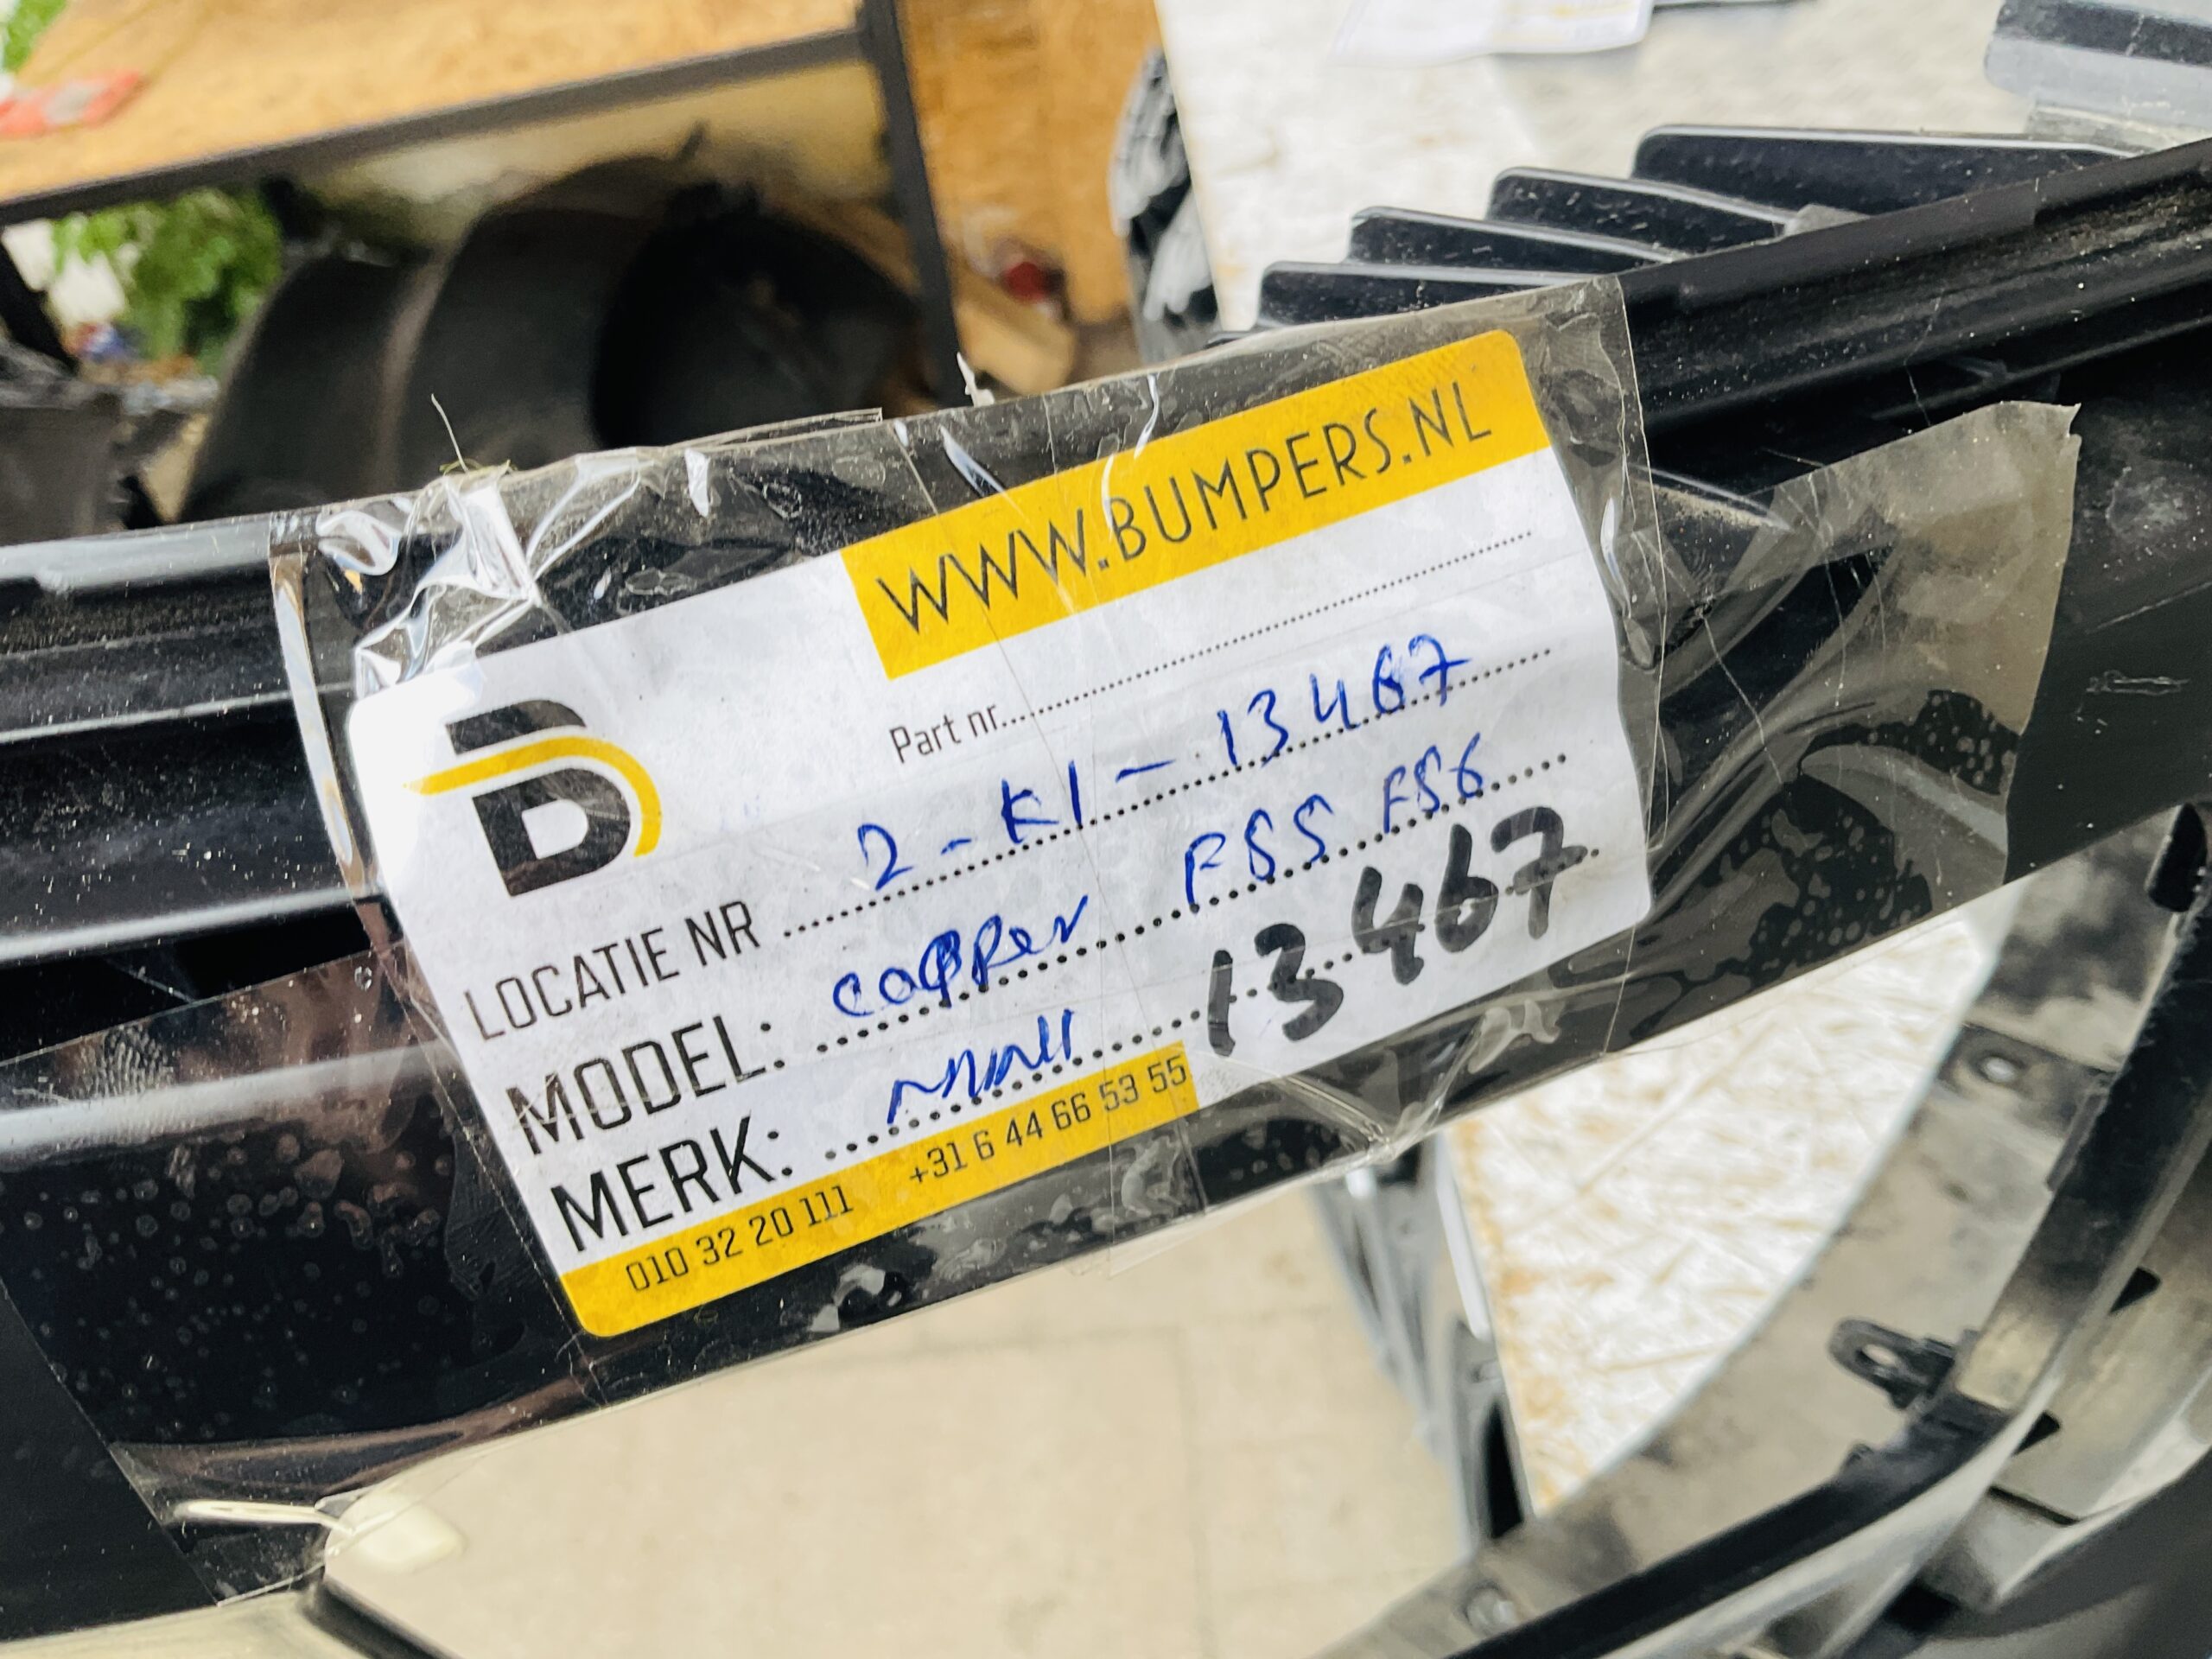 WWW.BUMPERS.NL
B
Part nr.
LOCATIE NR 2-K1-13467
MODEL: copper F55 F56
MERK: MINI 13467
010 32 20 111 +31 6 44 66 53 55